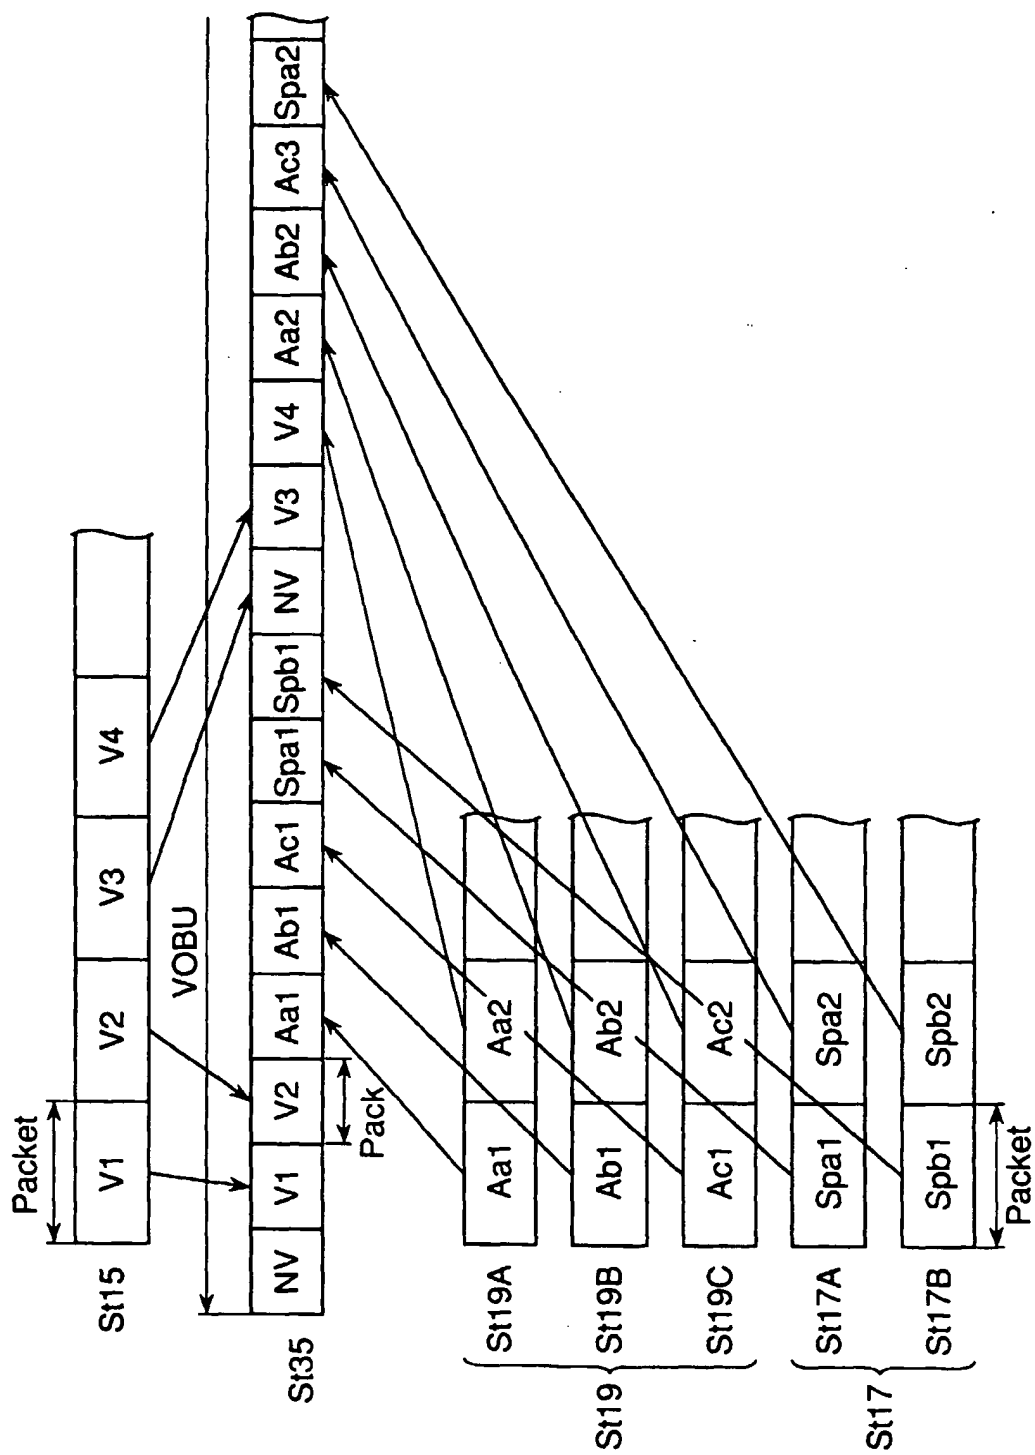 Packet
St15 V1 V2 V3 V4
VOBU
St35 NV V1 V2 Aa1 Ab1 Ac1 Spa1 Spb1 NV V3 V4 Aa2 Ab2 Ac3 Spa2
Pack
St19
St19A Aa1 Aa2
St19B Ab1 Ab2
St19C Ac1 Ac2
St17
St17A Spa1 Spa2
St17B Spb1 Spb2
Packet